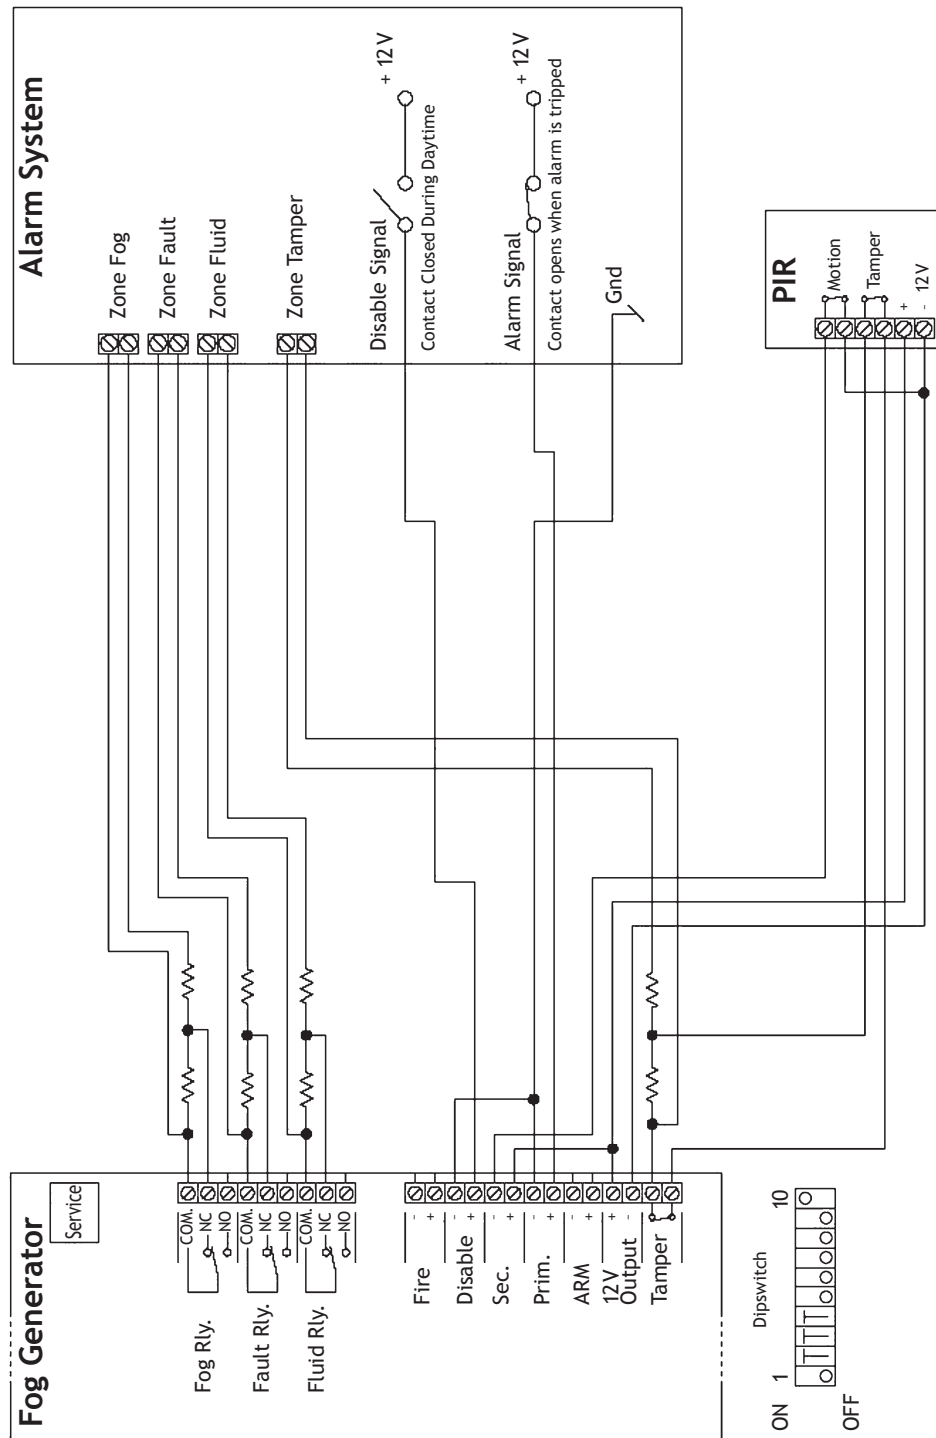 Alarm System
Zone Fog
Zone Fault
Zone Fluid
Zone Tamper
Disable Signal
+ 12 V
Contact Closed During Daytime
Alarm Signal
+ 12 V
Contact opens when alarm is tripped
Gnd
PIR
Motion
Tamper
+
-
12 V
Fog Generator
Service
Fog Rly.
COM.
NC
NO
Fault Rly.
COM.
NC
NO
Fluid Rly.
COM.
NC
NO
Fire
-
+
Disable
-
+
Sec.
-
+
Prim.
-
+
ARM
-
+
12 V
Output
+
-
Tamper
Dipswitch
ON
1
10
OFF